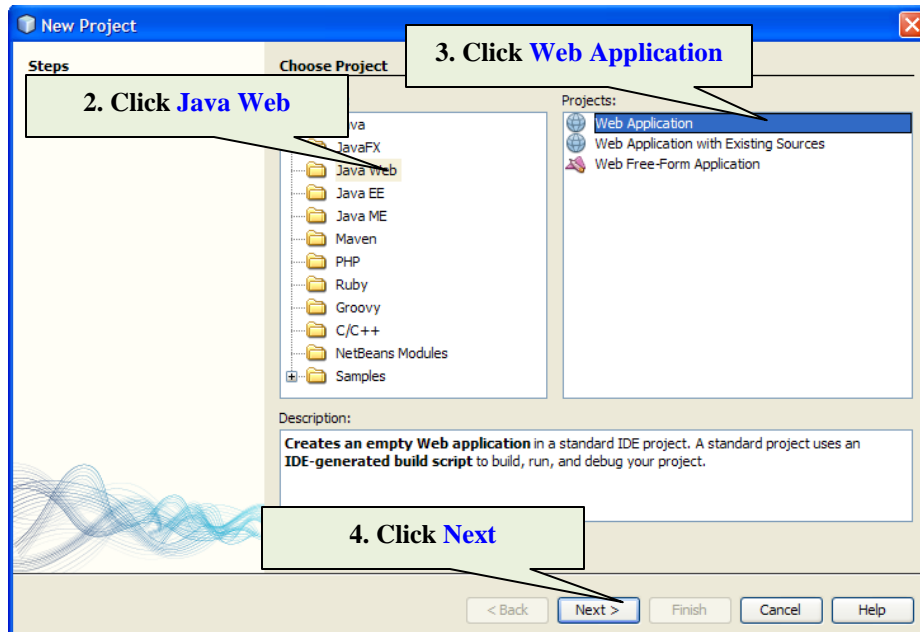 New Project
3. Click Web Application
Steps
Choose Project
2. Click Java Web
Projects:
JavaFX
Java Web
Java EE
Java ME
Maven
PHP
Ruby
Groovy
C/C++
NetBeans Modules
Samples
Web Application
Web Application with Existing Sources
Web Free-Form Application
Description:
Creates an empty Web application in a standard IDE project. A standard project uses an
IDE-generated build script to build, run, and debug your project.
4. Click Next
< Back
Next >
Finish
Cancel
Help